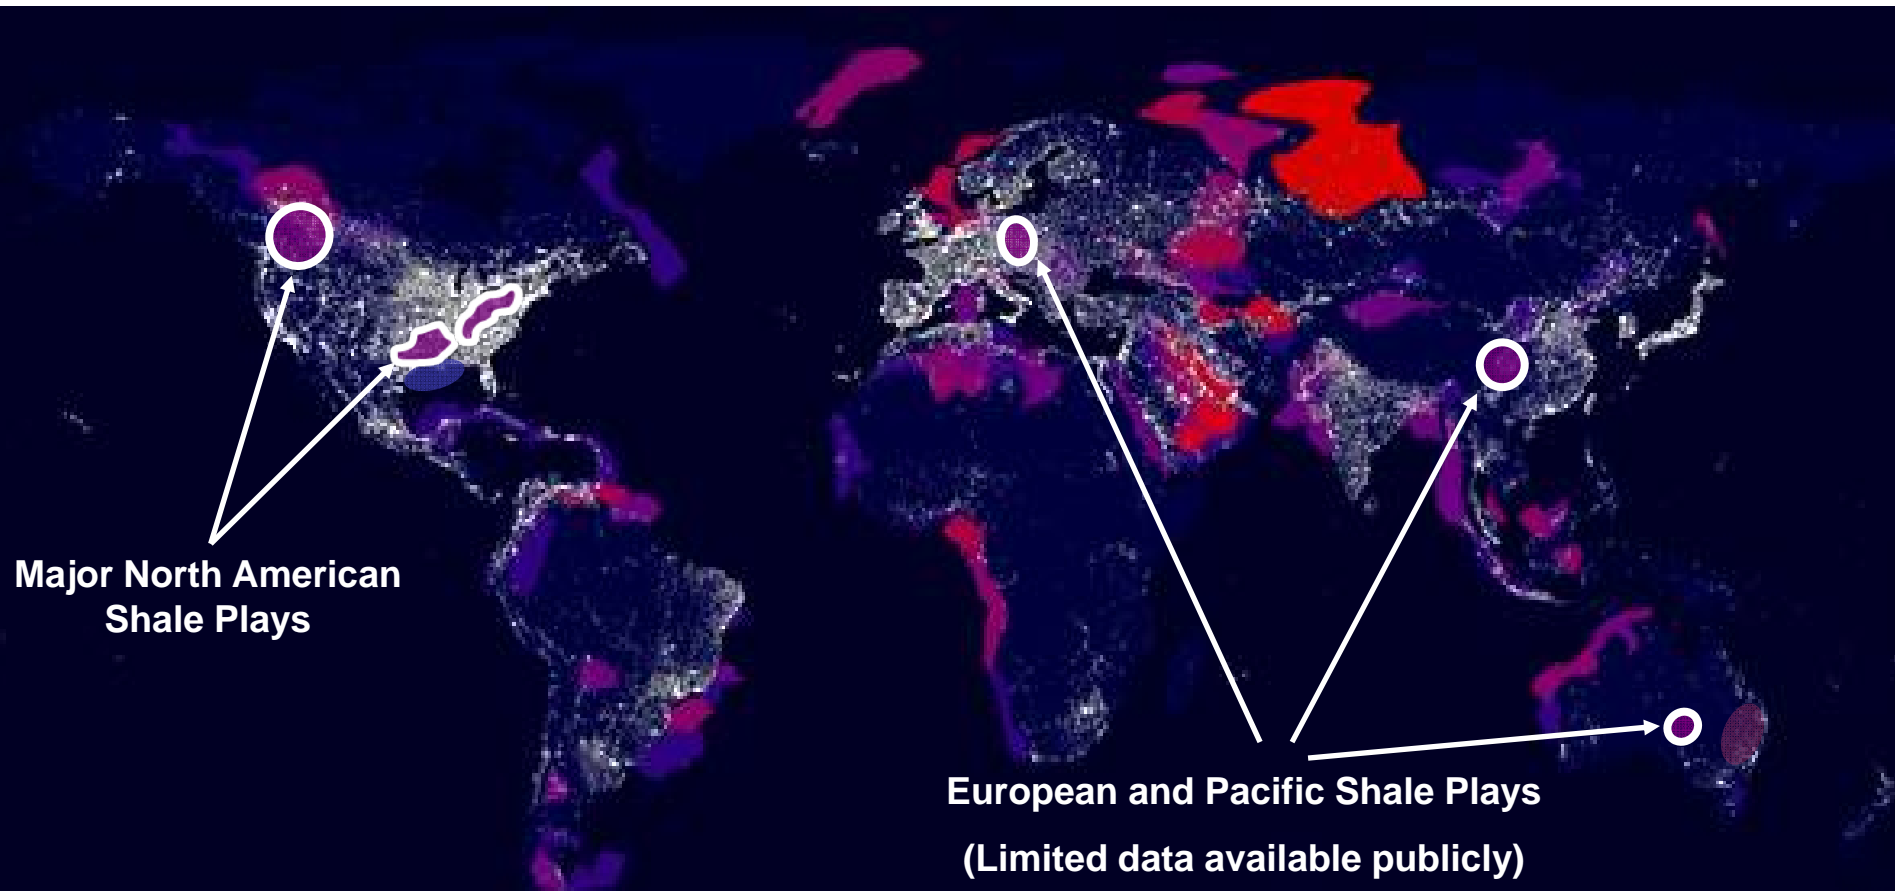 Major North American
Shale Plays
European and Pacific Shale Plays
(Limited data available publicly)